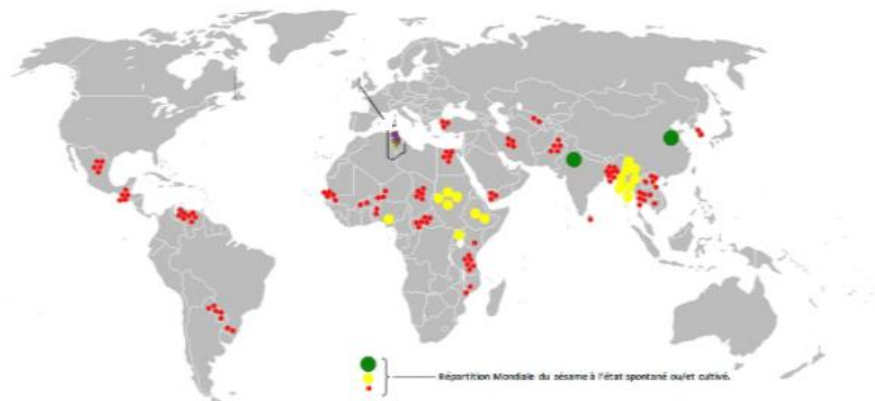 Répartition Mondiale du sésame à l'état spontané ou/et cultivé.